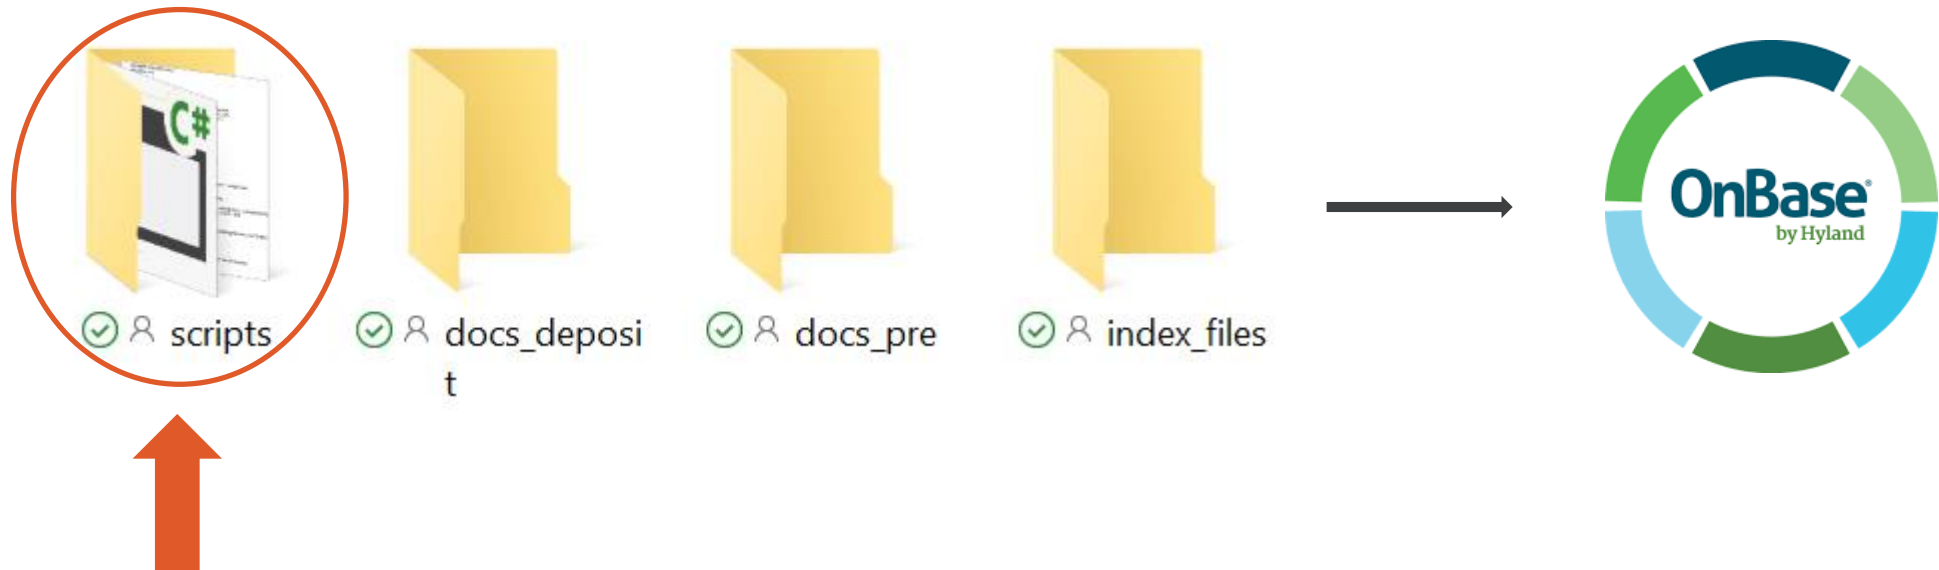 C#
scripts
docs_deposi
t
docs_pre
index_files
OnBase®
by Hyland